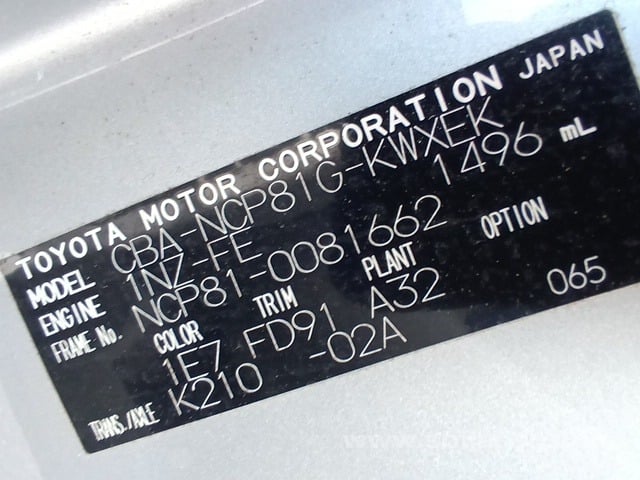 TOYOTA MOTOR CORPORATION JAPAN
MODEL CBA-NCP81G-KWXEK
ENGINE 1NZ-FE 1496 mL
FRAME No. NCP81-0081662
COLOR TRIM PLANT OPTION
1E7 FD91 A32 065
TRANS./AXLE K210 -02A